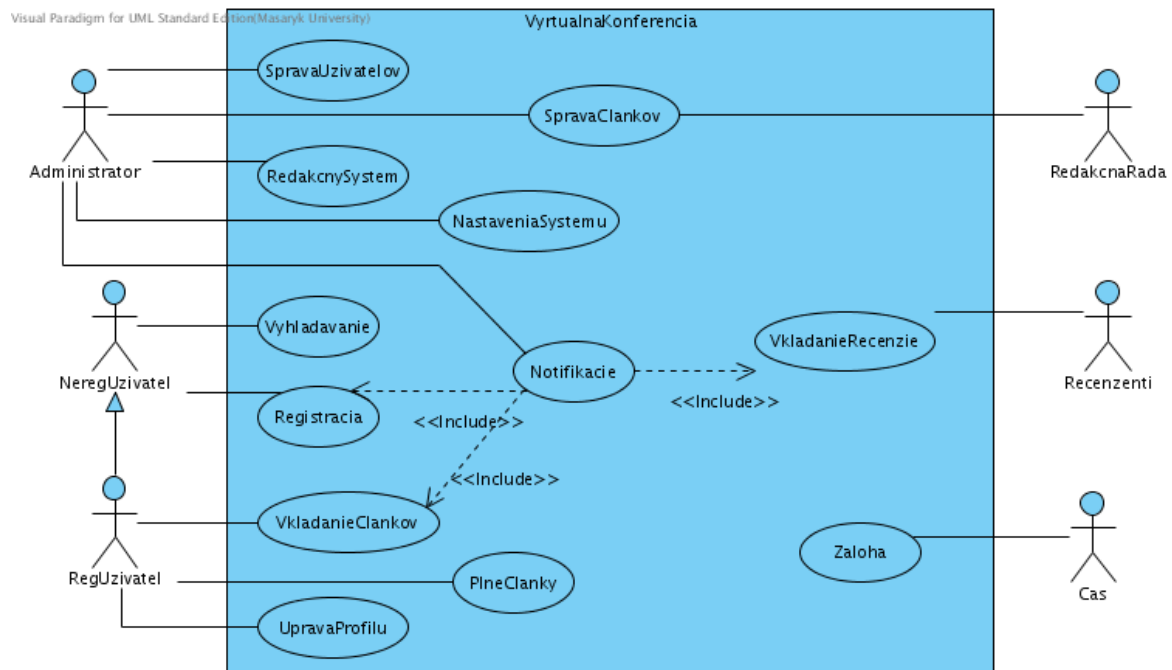 Visual Paradigm for UML Standard Edition(Masaryk University)
VyrtualnaKonferencia
SpravaUzivatelov
SpravaClankov
Administrator
RedakcnySystem
RedakcnaRada
NastaveniaSystemu
Vyhladavanie
VkladanieRecenzie
NeregUzivatel
Notifikacie
Recenzenti
<<Include>>
Registracia
<<Include>>
<<Include>>
VkladanieClankov
Zaloha
RegUzivatel
PlneClanky
Cas
UpravaProfilu